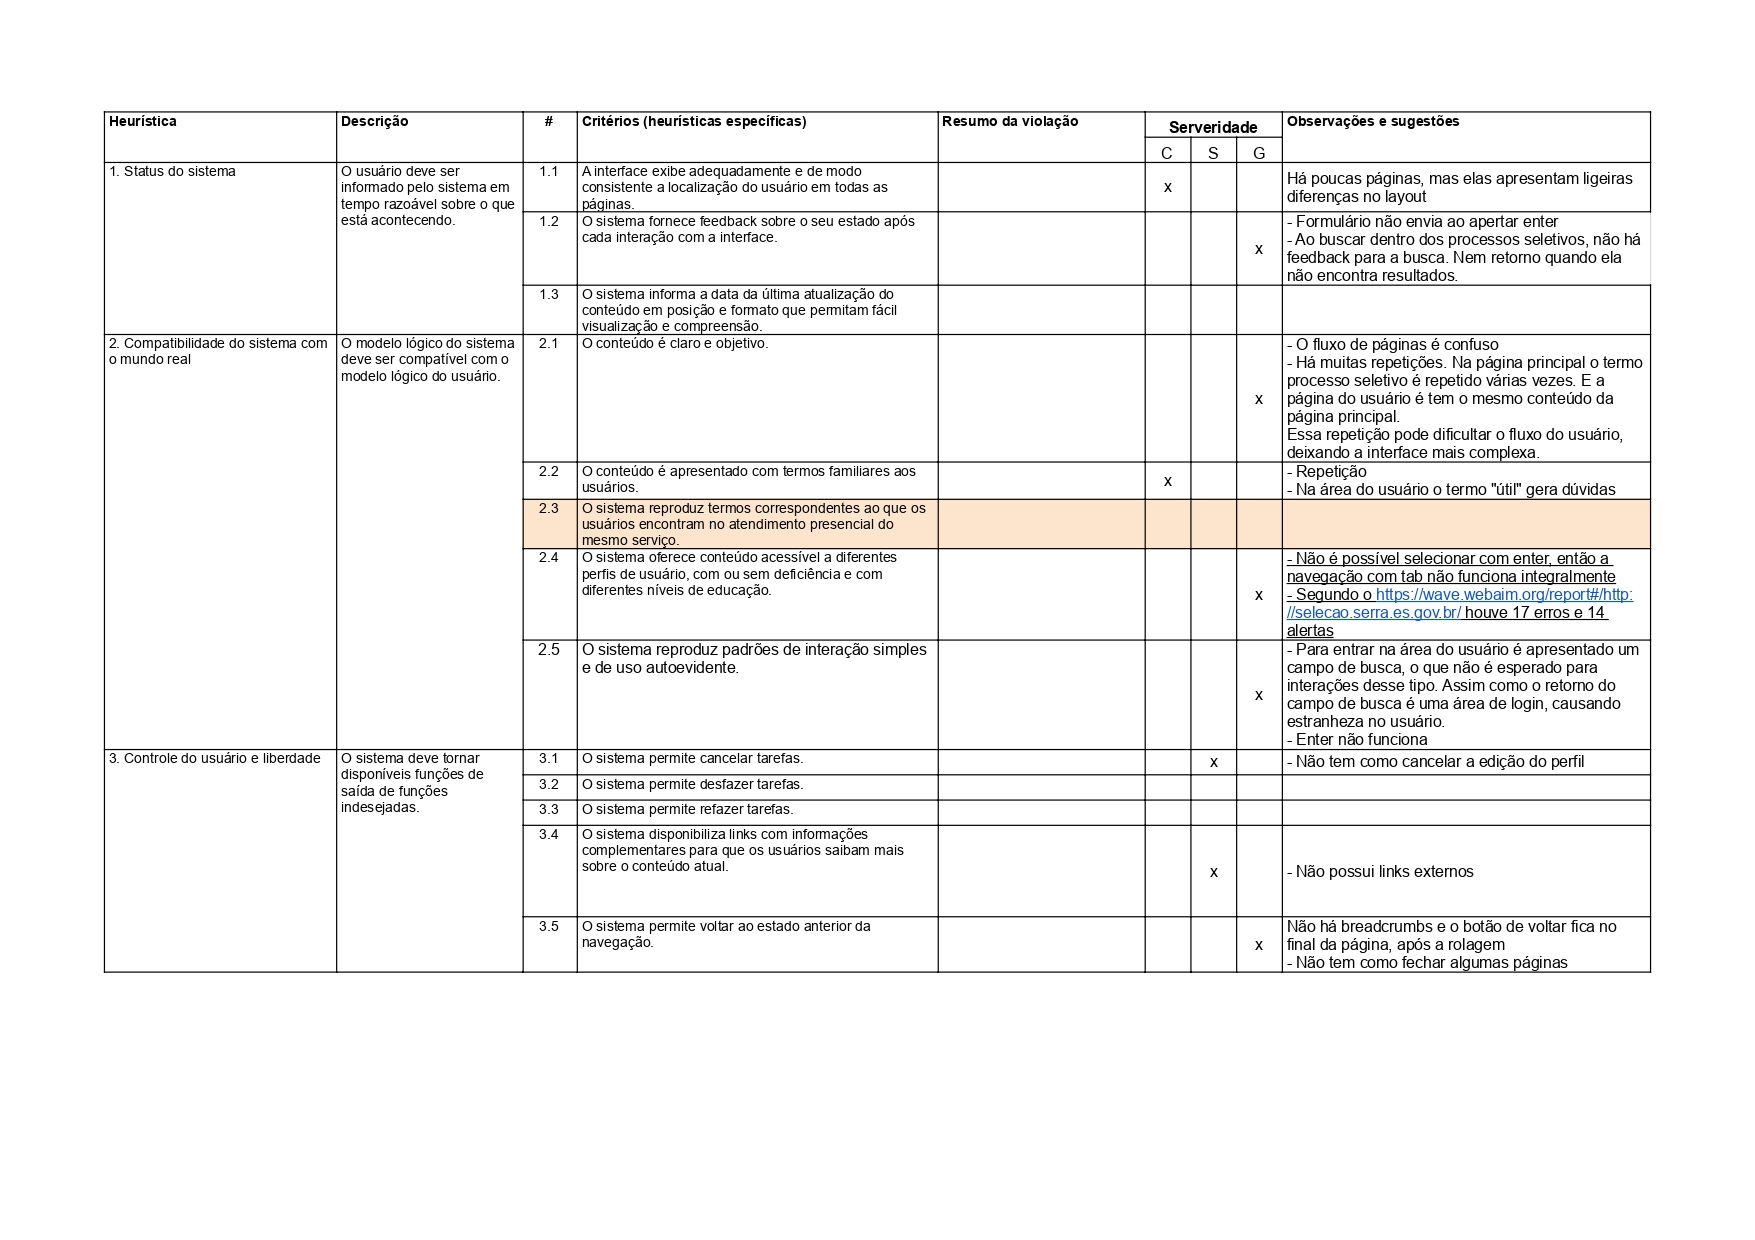 Heurística
Descrição
#
Critérios (heurísticas específicas)
Resumo da violação
Serveridade
C
S
G
Observações e sugestões
1. Status do sistema
O usuário deve ser
informado pelo sistema em
tempo razoável sobre o que
está acontecendo.
1.1
A interface exibe adequadamente e de modo
consistente a localização do usuário em todas as
páginas.
x
Há poucas páginas, mas elas apresentam ligeiras
diferenças no layout
1.2
O sistema fornece feedback sobre o seu estado após
cada interação com a interface.
x
- Formulário não envia ao apertar enter
- Ao buscar dentro dos processos seletivos, não há
feedback para a busca. Nem retorno quando ela
não encontra resultados.
1.3
O sistema informa a data da última atualização do
conteúdo em posição e formato que permitam fácil
visualização e compreensão.
2. Compatibilidade do sistema com
o mundo real
O modelo lógico do sistema
deve ser compatível com o
modelo lógico do usuário.
2.1
O conteúdo é claro e objetivo.
x
- O fluxo de páginas é confuso
- Há muitas repetições. Na página principal o termo
processo seletivo é repetido várias vezes. E a
página do usuário é tem o mesmo conteúdo da
página principal.
Essa repetição pode dificultar o fluxo do usuário,
deixando a interface mais complexa.
2.2
O conteúdo é apresentado com termos familiares aos
usuários.
x
- Repetição
- Na área do usuário o termo "útil" gera dúvidas
2.3
O sistema reproduz termos correspondentes ao que os
usuários encontram no atendimento presencial do
mesmo serviço.
2.4
O sistema oferece conteúdo acessível a diferentes
perfis de usuário, com ou sem deficiência e com
diferentes níveis de educação.
x
- Não é possível selecionar com enter, então a
navegação com tab não funciona integralmente
- Segundo o https://wave.webaim.org/report#/http:
//selecao.serra.es.gov.br/ houve 17 erros e 14
alertas
2.5
O sistema reproduz padrões de interação simples
e de uso autoevidente.
x
- Para entrar na área do usuário é apresentado um
campo de busca, o que não é esperado para
interações desse tipo. Assim como o retorno do
campo de busca é uma área de login, causando
estranheza no usuário.
- Enter não funciona
3. Controle do usuário e liberdade
O sistema deve tornar
disponíveis funções de
saída de funções
indesejadas.
3.1
O sistema permite cancelar tarefas.
x
- Não tem como cancelar a edição do perfil
3.2
O sistema permite desfazer tarefas.
3.3
O sistema permite refazer tarefas.
3.4
O sistema disponibiliza links com informações
complementares para que os usuários saibam mais
sobre o conteúdo atual.
x
- Não possui links externos
3.5
O sistema permite voltar ao estado anterior da
navegação.
x
Não há breadcrumbs e o botão de voltar fica no
final da página, após a rolagem
- Não tem como fechar algumas páginas